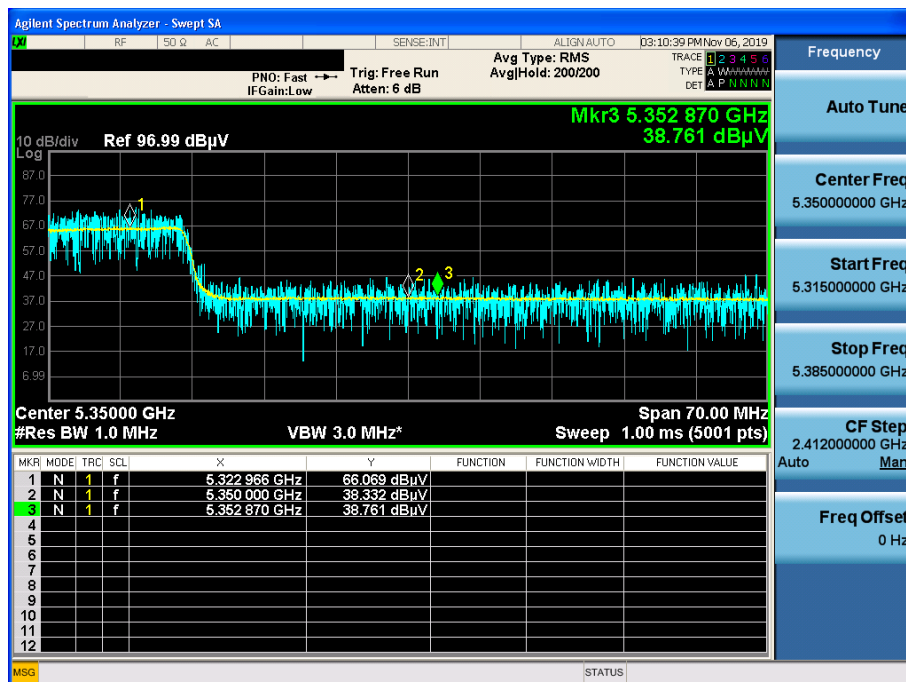 Agilent Spectrum Analyzer - Swept SA
LXI RF 50 Ω AC SENSE:INT ALIGN AUTO 03:10:39 PM Nov 06, 2019
Frequency
PNO: Fast
IFGain:Low
Trig: Free Run
Atten: 6 dB
Avg Type: RMS
Avg|Hold: 200/200
TRACE 1 2 3 4 5 6
TYPE A WWWWW
DET A P N N N N
Auto Tune
Mkr3 5.352 870 GHz
38.761 dBµV
10 dB/div Ref 96.99 dBµV
Log
87.0
77.0
67.0
57.0
47.0
37.0
27.0
17.0
6.99
1
2
3
Center Freq
5.350000000 GHz
Start Freq
5.315000000 GHz
Stop Freq
5.385000000 GHz
Center 5.35000 GHz Span 70.00 MHz
#Res BW 1.0 MHz VBW 3.0 MHz* Sweep 1.00 ms (5001 pts)
CF Step
2.412000000 GHz
Auto Man
Freq Offset
0 Hz
MKR MODE TRC SCL X Y FUNCTION FUNCTION WIDTH FUNCTION VALUE
1 N 1 f 5.322 966 GHz 66.069 dBµV
2 N 1 f 5.350 000 GHz 38.332 dBµV
3 N 1 f 5.352 870 GHz 38.761 dBµV
4
5
6
7
8
9
10
11
12
MSG STATUS